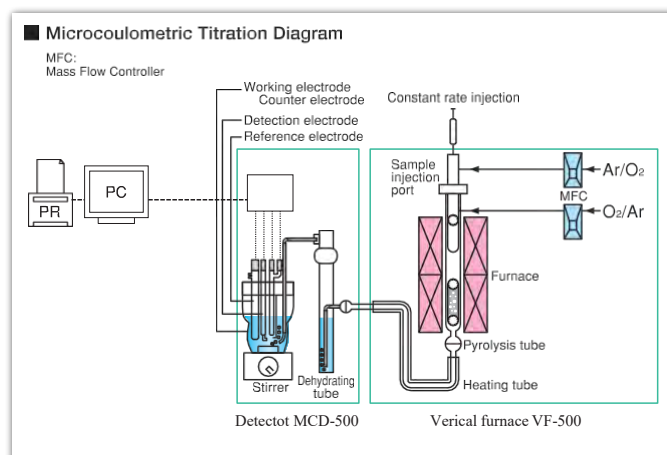 ■ Microcoulometric Titration Diagram
MFC:
Mass Flow Controller
Working electrode
Counter electrode
Detection electrode
Reference electrode
Constant rate injection
Sample
injection
port
Ar/O₂
MFC
O₂/Ar
PR
PC
Furnace
Pyrolysis tube
Heating tube
Stirrer
Dehydrating
tube
Detectot MCD-500
Verical furnace VF-500